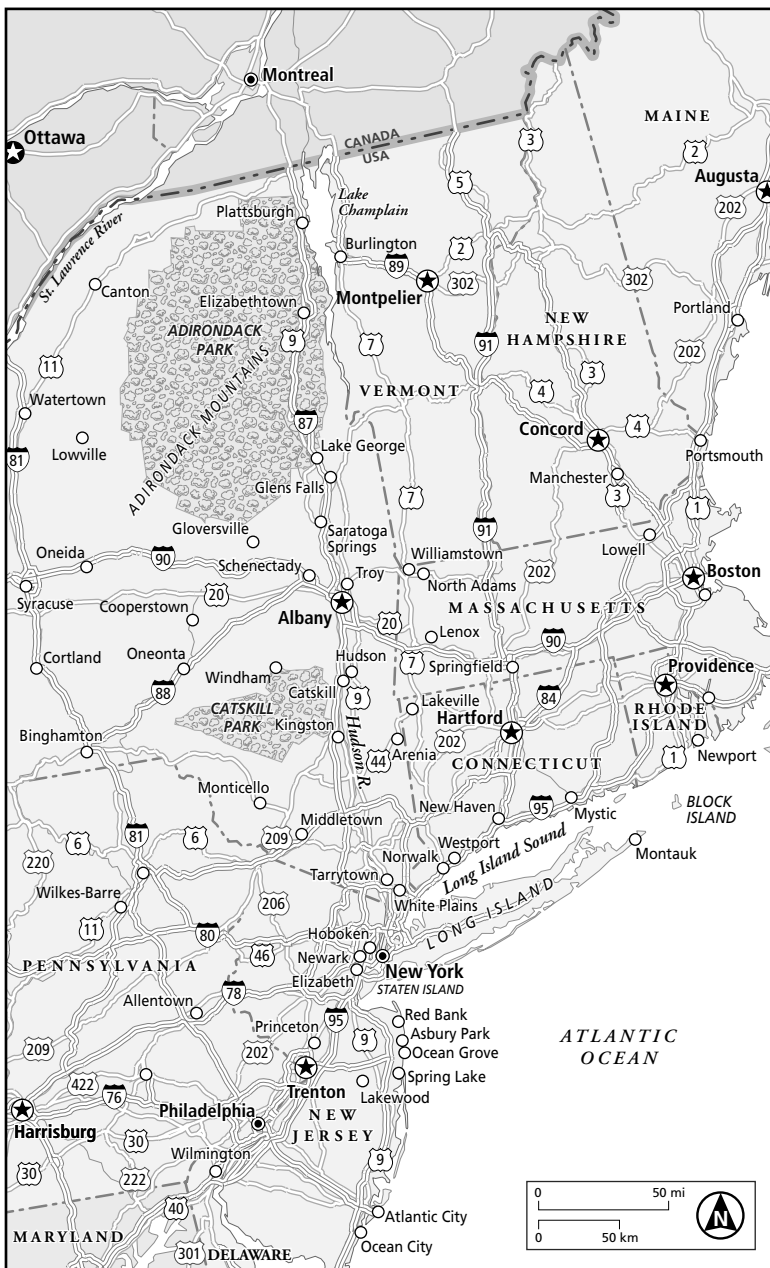 Montreal
Ottawa
CANADA
USA
MAINE
3
2
Augusta
5
202
St. Lawrence River
Plattsburgh
Lake
Champlain
Burlington
2
89
302
Montpelier
302
Canton
Elizabethtown
ADIRONDACK
PARK
9
NEW
HAMPSHIRE
Portland
7
91
202
11
VERMONT
3
4
Watertown
ADIRONDACK MOUNTAINS
87
Concord
4
81
Lowville
Lake George
Portsmouth
Glens Falls
Manchester
7
3
1
Gloversville
Saratoga
Springs
91
Lowell
Oneida
90
Schenectady
Troy
Williamstown
North Adams
202
Boston
Syracuse
20
Cooperstown
Albany
20
MASSACHUSETTS
Lenox
90
Cortland
Oneonta
Windham
Hudson
7
Springfield
Providence
88
Catskill
9
84
CATSKILL
PARK
Lakeville
Hartford
RHODE
ISLAND
Kingston
Hudson R.
202
Binghamton
44
Arenia
CONNECTICUT
1
Newport
Monticello
New Haven
95
Mystic
BLOCK
ISLAND
81
6
6
209
Middletown
Westport
Norwalk
Long Island Sound
Montauk
220
Tarrytown
Wilkes-Barre
White Plains
LONG ISLAND
206
11
80
Hoboken
46
Newark
New York
PENNSYLVANIA
Elizabeth
STATEN ISLAND
78
Allentown
95
Red Bank
Princeton
9
Asbury Park
ATLANTIC
OCEAN
209
202
Ocean Grove
422
Trenton
Spring Lake
76
Lakewood
Harrisburg
Philadelphia
NEW
JERSEY
30
Wilmington
9
30
222
40
Atlantic City
MARYLAND
301
DELAWARE
Ocean City
0
50 mi
0
50 km
N